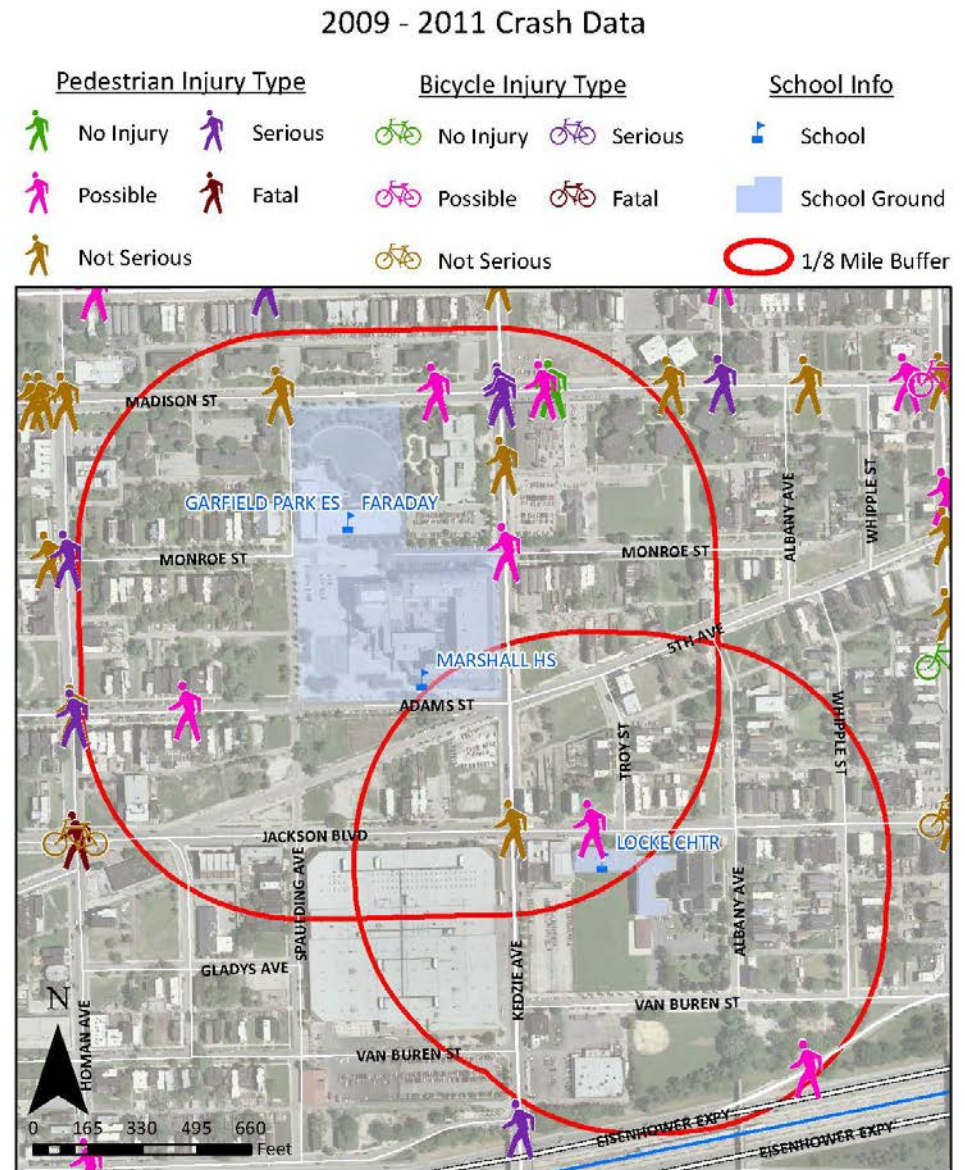 2009 - 2011 Crash Data
Pedestrian Injury Type
Bicycle Injury Type
School Info
No Injury
Serious
No Injury
Serious
School
Possible
Fatal
Possible
Fatal
School Ground
Not Serious
Not Serious
1/8 Mile Buffer
MADISON ST
GARFIELD PARK ES
FARADAY
ALBANY AVE
WHIPPLE ST
MONROE ST
MONROE ST
5TH AVE
MARSHALL HS
ADAMS ST
TROY ST
WHIPPLE ST
JACKSON BLVD
LOCKE CHTR
SPAULDING AVE
ALBANY AVE
GLADYS AVE
KEDZIE AVE
N
VAN BUREN ST
HOMAN AVE
VAN BUREN ST
0 165 330 495 660
Feet
EISENHOWER EXPY
EISENHOWER EXPY